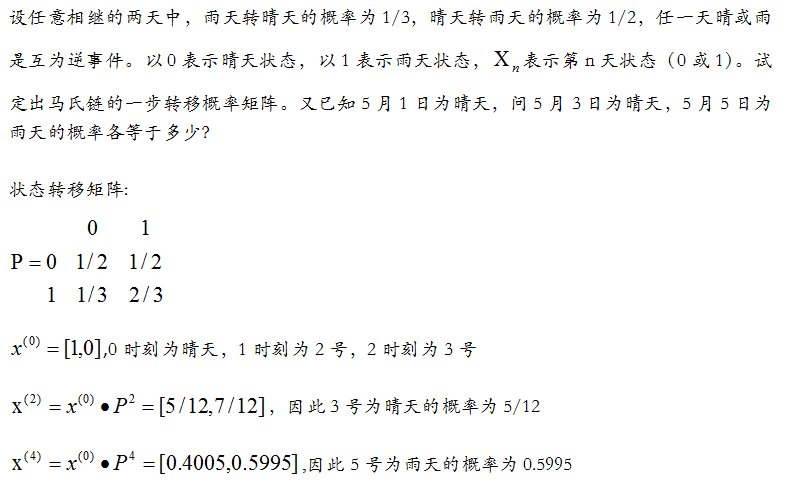 设任意相继的两天中，雨天转晴天的概率为 1/3，晴天转雨天的概率为 1/2，任一天晴或雨
是互为逆事件。以 0 表示晴天状态，以 1 表示雨天状态，Xₙ表示第 n 天状态（0 或 1）。试
定出马氏链的一步转移概率矩阵。又已知 5 月 1 日为晴天，问 5 月 3 日为晴天，5 月 5 日为
雨天的概率各等于多少？
状态转移矩阵:
0 1
P = 0 1/2 1/2
1 1/3 2/3
x⁽⁰⁾ = [1,0],0 时刻为晴天，1 时刻为 2 号，2 时刻为 3 号
x⁽²⁾ = x⁽⁰⁾ • P² = [5/12,7/12]，因此 3 号为晴天的概率为 5/12
x⁽⁴⁾ = x⁽⁰⁾ • P⁴ = [0.4005,0.5995],因此 5 号为雨天的概率为 0.5995